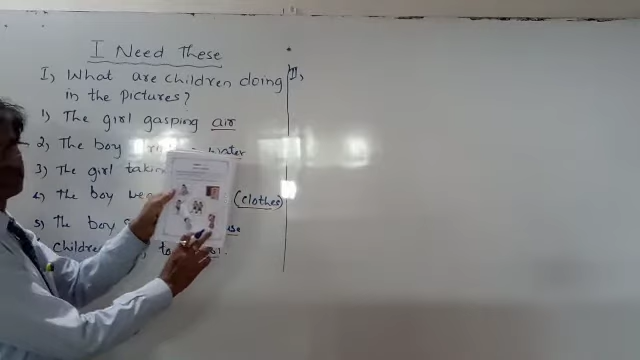 I Need These
I, What are children doing
in the pictures?
1) The girl gasping air
2, The boy water
3) The girl takin
4, The boy wea (clothes)
5) The boy
children
II,